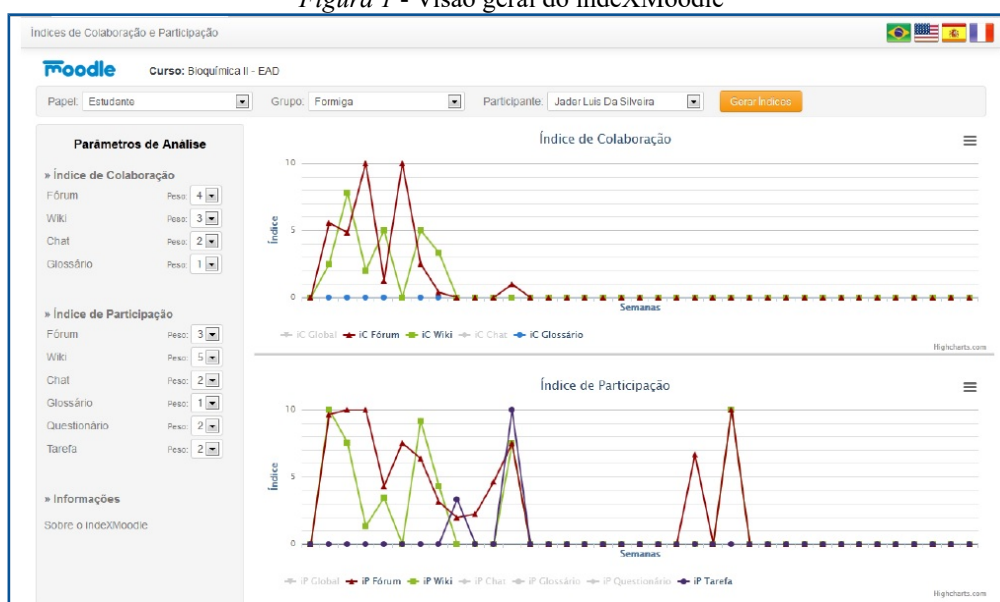 Figura 1 - Visão geral do indeXMoodle
Índices de Colaboração e Participação
moodle Curso: Bioquímica II - EAD
Papel: Estudante Grupo: Formiga Participante: Jader Luis Da Silveira Gerar Índices
Parâmetros de Análise
» Índice de Colaboração
Fórum Peso: 4
Wiki Peso: 3
Chat Peso: 2
Glossário Peso: 1
» Índice de Participação
Fórum Peso: 3
Wiki Peso: 5
Chat Peso: 2
Glossário Peso: 1
Questionário Peso: 2
Tarefa Peso: 2
» Informações
Sobre o indeXMoodle
Índice de Colaboração
10
5
0
Índice
Semanas
iC Global iC Fórum iC Wiki iC Chat iC Glossário
Highcharts.com
Índice de Participação
10
5
0
Índice
Semanas
iP Global iP Fórum iP Wiki iP Chat iP Glossário iP Questionário iP Tarefa
Highcharts.com